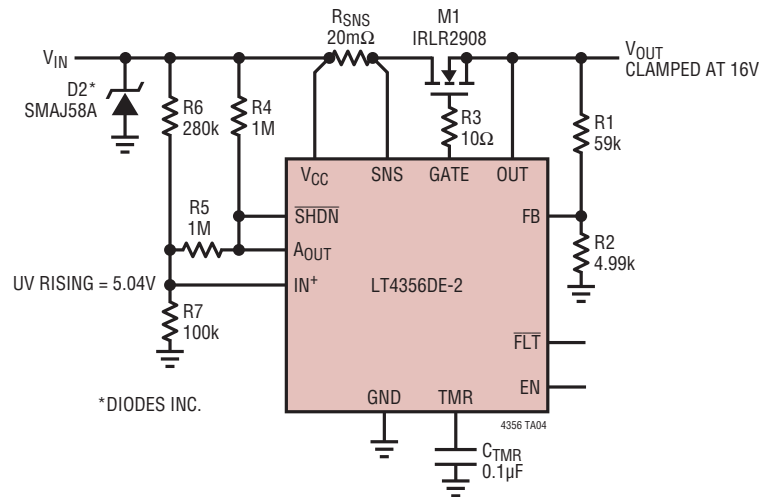 RSNS
20mΩ
M1
IRLR2908
VIN
VOUT
CLAMPED AT 16V
D2*
SMAJ58A
R6
280k
R4
1M
R3
10Ω
R1
59k
VCC
SNS
GATE
OUT
SHDN
FB
R5
1M
AOUT
R2
4.99k
UV RISING = 5.04V
IN+
LT4356DE-2
R7
100k
FLT
EN
*DIODES INC.
GND
TMR
4356 TA04
CTMR
0.1µF